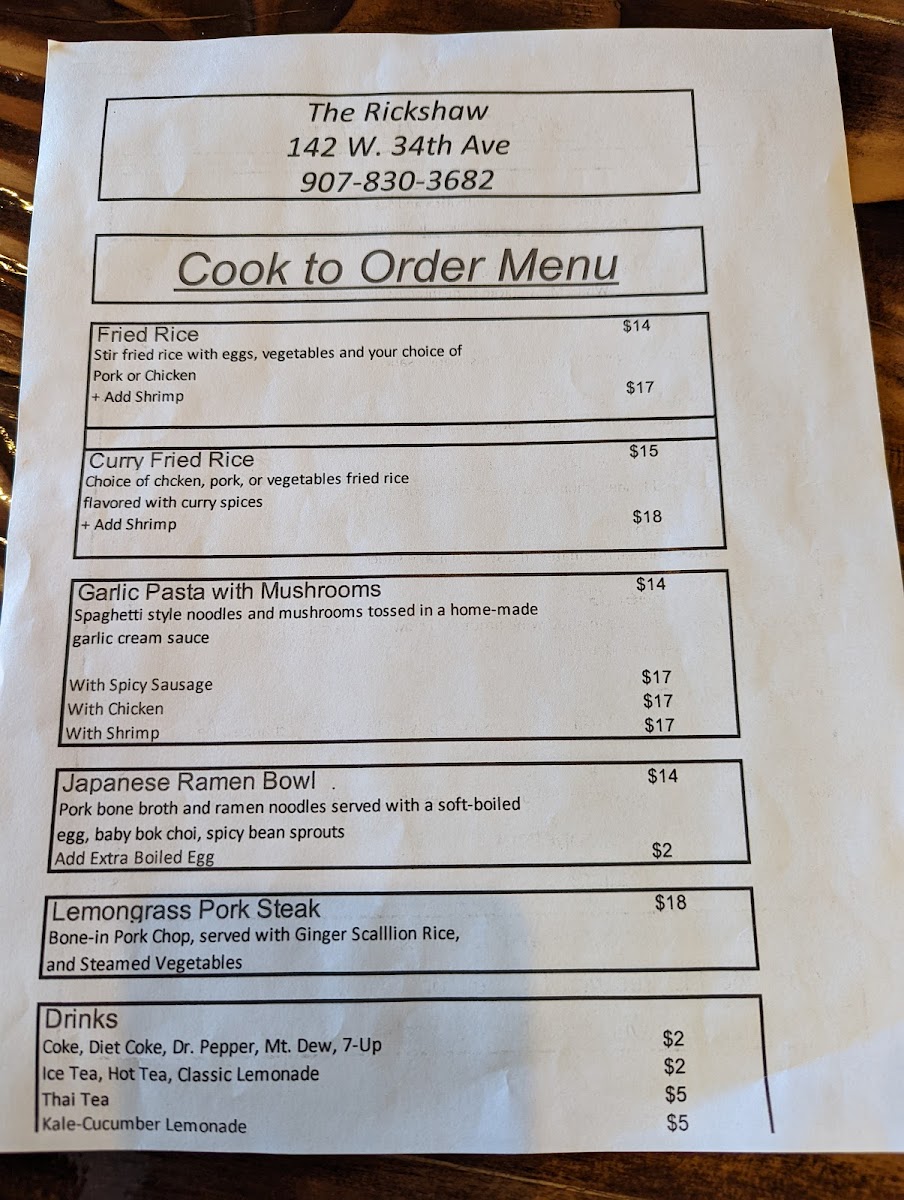 The Rickshaw
142 W. 34th Ave
907-830-3682
Cook to Order Menu
Fried Rice $14
Stir fried rice with eggs, vegetables and your choice of
Pork or Chicken
+ Add Shrimp $17
Curry Fried Rice $15
Choice of chcken, pork, or vegetables fried rice
flavored with curry spices
+ Add Shrimp $18
Garlic Pasta with Mushrooms $14
Spaghetti style noodles and mushrooms tossed in a home-made
garlic cream sauce
With Spicy Sausage $17
With Chicken $17
With Shrimp $17
Japanese Ramen Bowl . $14
Pork bone broth and ramen noodles served with a soft-boiled
egg, baby bok choi, spicy bean sprouts
Add Extra Boiled Egg $2
Lemongrass Pork Steak $18
Bone-in Pork Chop, served with Ginger Scalllion Rice,
and Steamed Vegetables
Drinks
Coke, Diet Coke, Dr. Pepper, Mt. Dew, 7-Up $2
Ice Tea, Hot Tea, Classic Lemonade $2
Thai Tea $5
Kale-Cucumber Lemonade $5